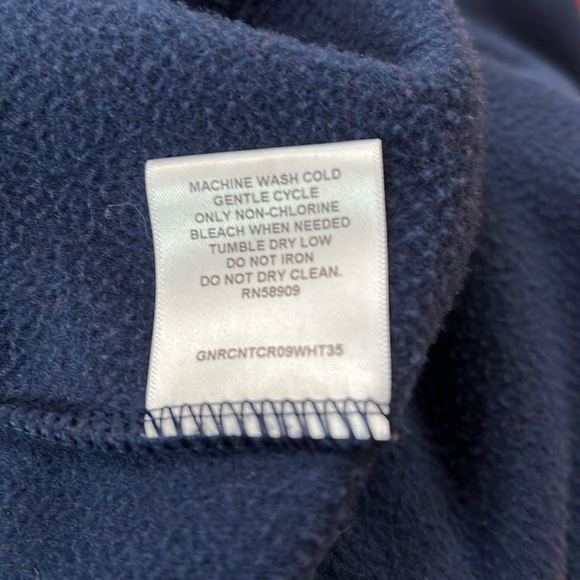 MACHINE WASH COLD
GENTLE CYCLE
ONLY NON-CHLORINE
BLEACH WHEN NEEDED
TUMBLE DRY LOW
DO NOT IRON
DO NOT DRY CLEAN.
RN58909
GNRCNTCR09WHT35